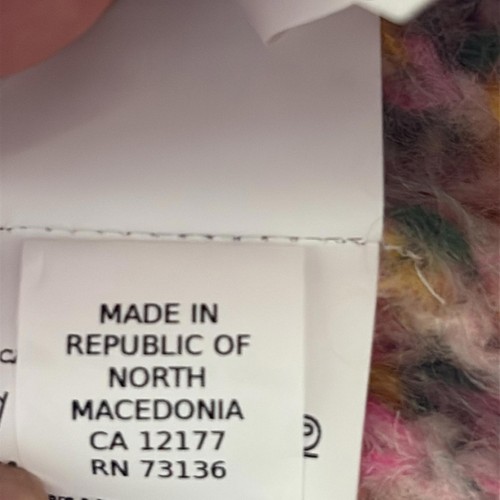 MADE IN
REPUBLIC OF
NORTH
MACEDONIA
CA 12177
RN 73136